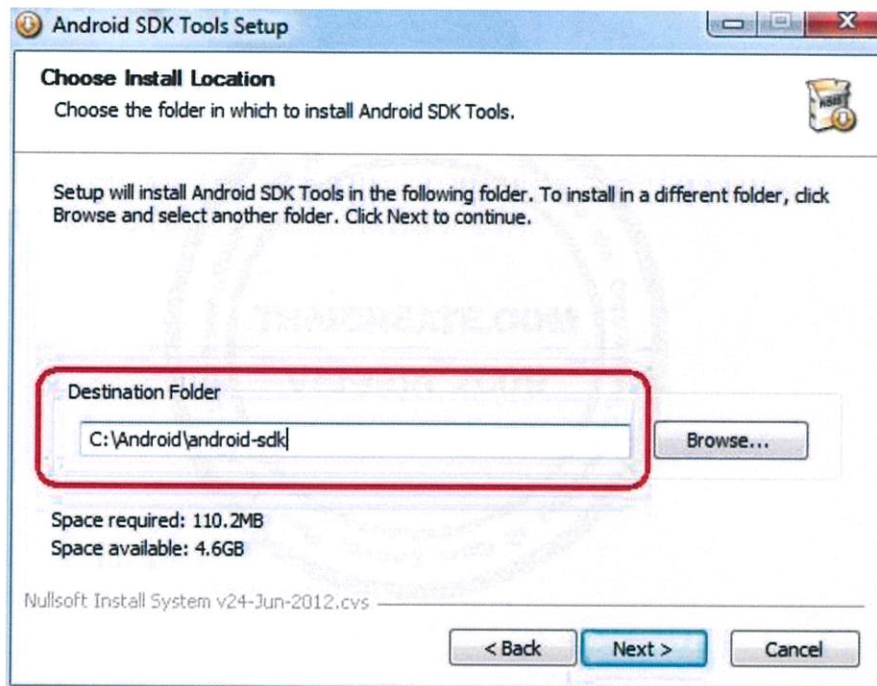 Android SDK Tools Setup
Choose Install Location
Choose the folder in which to install Android SDK Tools.
Setup will install Android SDK Tools in the following folder. To install in a different folder, click
Browse and select another folder. Click Next to continue.
THAICREATE.COM
Destination Folder
C:\Android\android-sdk
Browse...
Space required: 110.2MB
Space available: 4.6GB
Nullsoft Install System v24-Jun-2012.cvs
< Back
Next >
Cancel